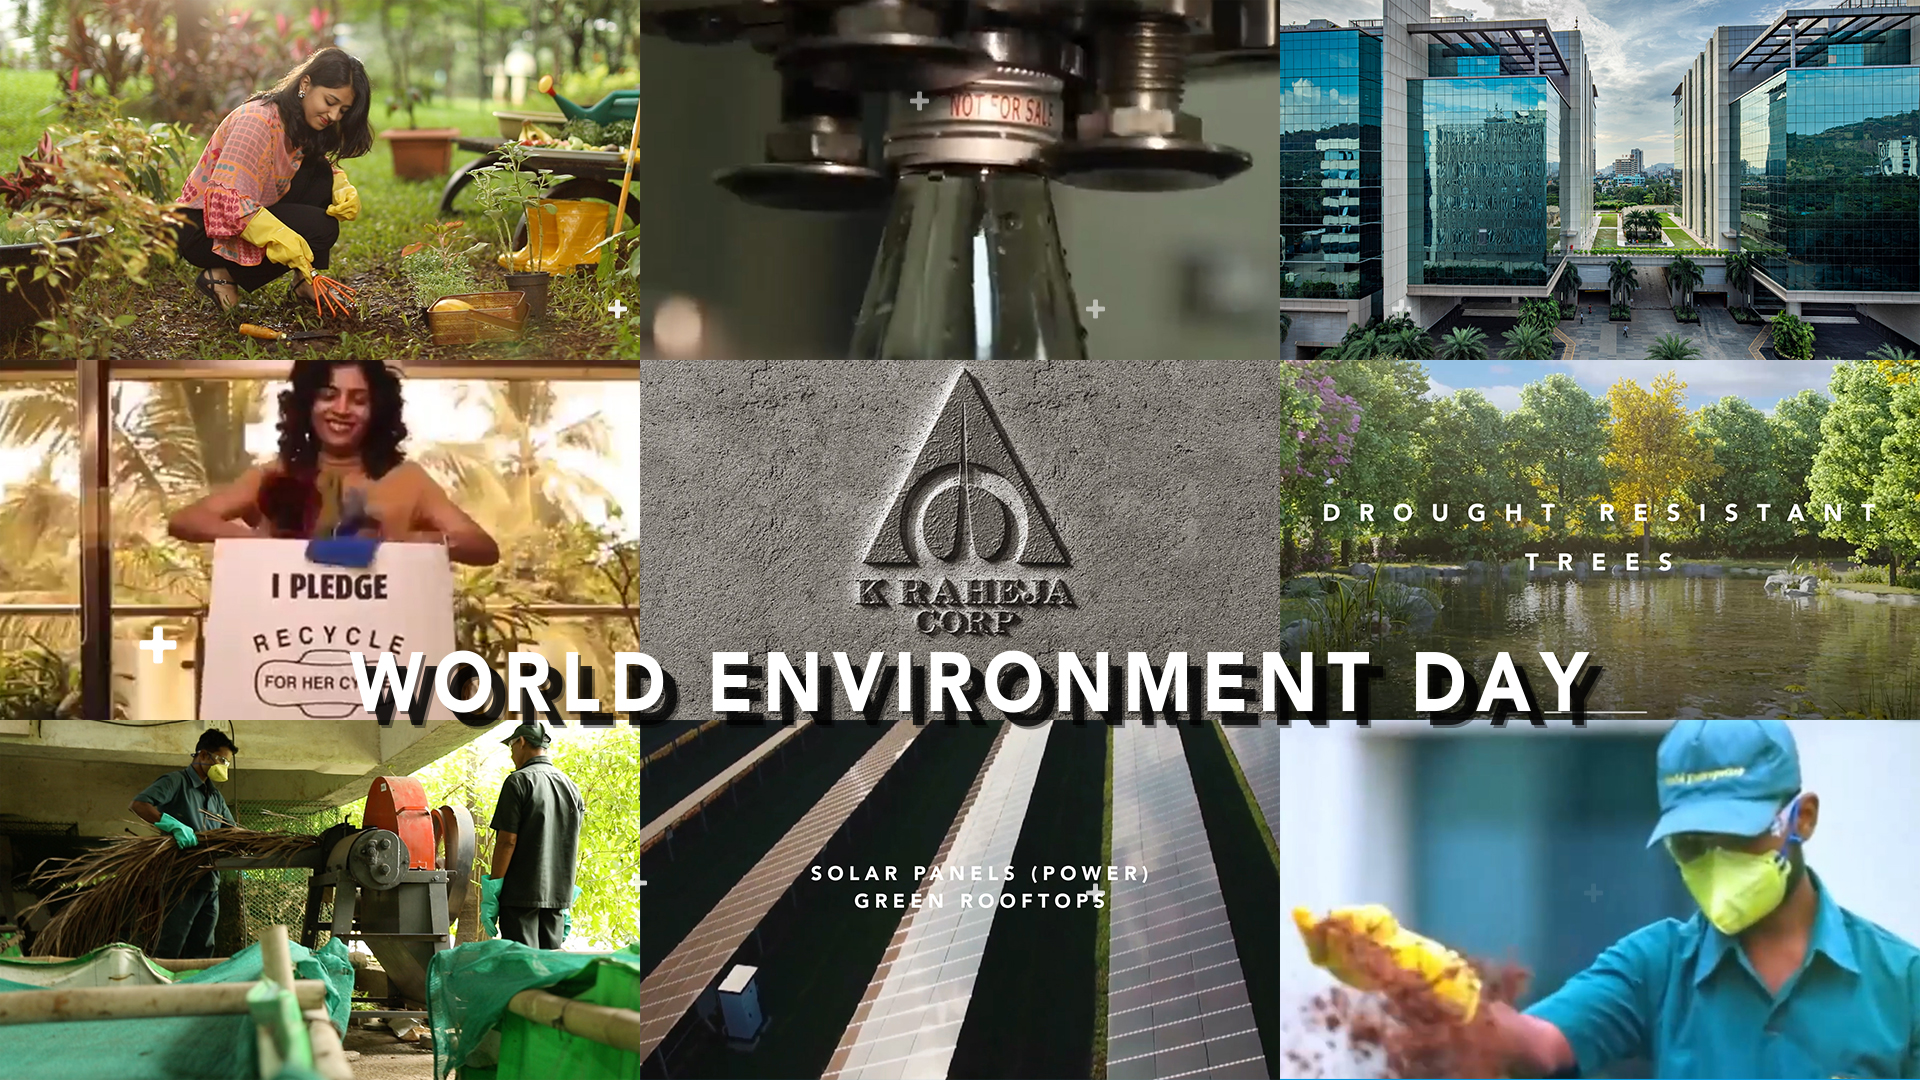 NOT FOR SALE
I PLEDGE
RECYCLE
FOR HER CY
K RAHEJA
CORP
DROUGHT RESISTANT
TREES
WORLD ENVIRONMENT DAY
SOLAR PANELS (POWER)
GREEN ROOFTOPS